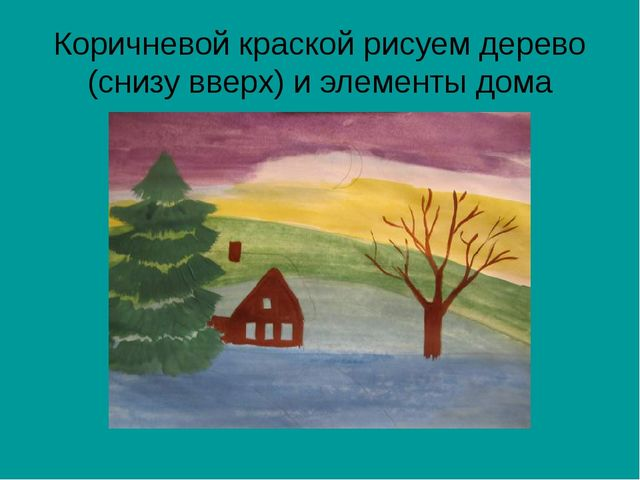 Коричневой краской рисуем дерево
(снизу вверх) и элементы дома